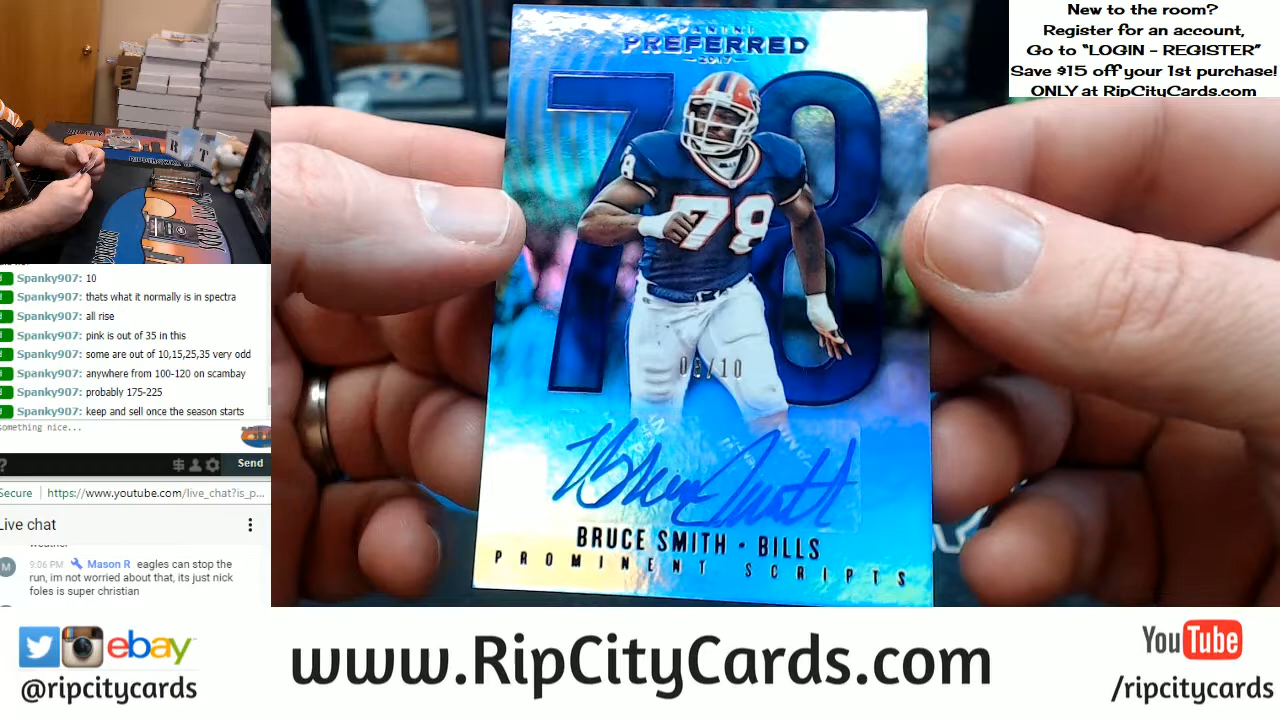 New to the room?
Register for an account,
Go to "LOGIN - REGISTER"
Save $15 off your 1st purchase!
ONLY at RipCityCards.com
PANINI
PREFERRED
2017
78
78
78
/10
BRUCE SMITH - BILLS
PROMINENT SCRIPTS
R T
Spanky907: 10
Spanky907: thats what it normally is in spectra
Spanky907: all rise
Spanky907: pink is out of 35 in this
Spanky907: some are out of 10,15,25,35 very odd
Spanky907: anywhere from 100-120 on scambay
Spanky907: probably 175-225
Spanky907: keep and sell once the season starts
something nice...
? Send
Secure https://www.youtube.com/live_chat?is_p...
Live chat
M 9:06 PM Mason R eagles can stop the
run, im not worried about that, its just nick
foles is super christian
ebay
@ripcitycards
www.RipCityCards.com
YouTube
/ripcitycards